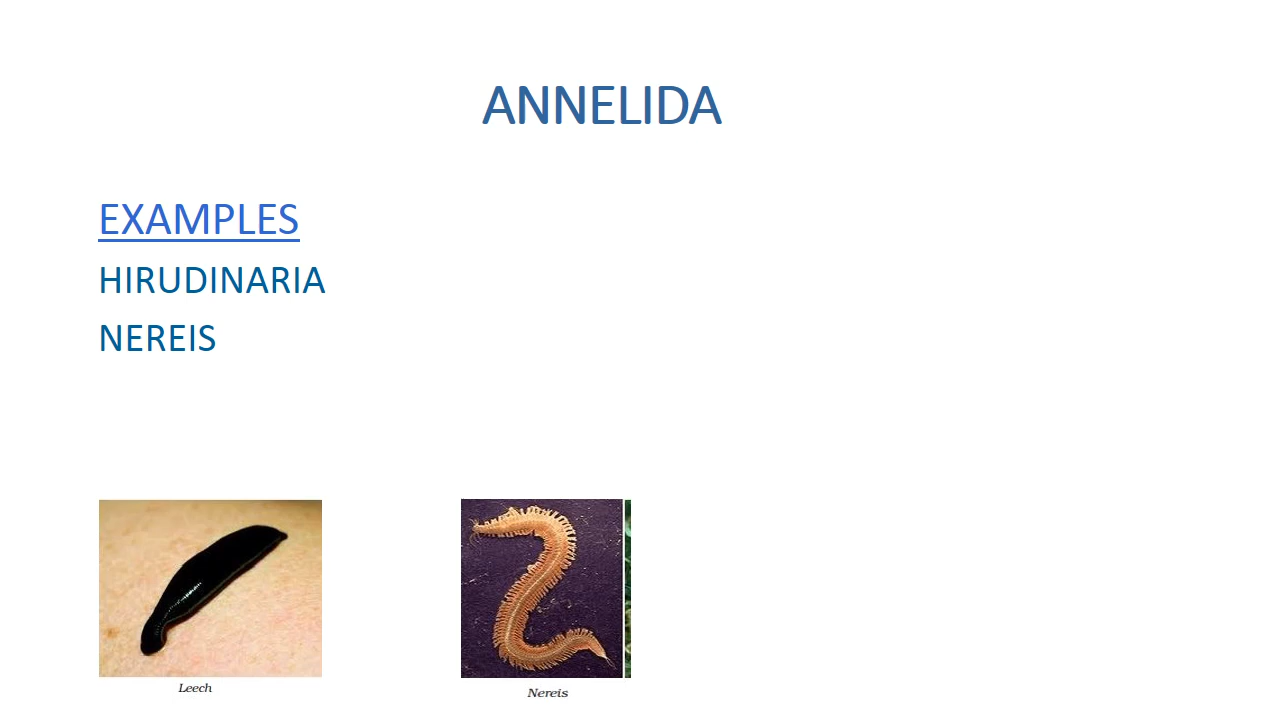 ANNELIDA
EXAMPLES
HIRUDINARIA
NEREIS
Leech
Nereis